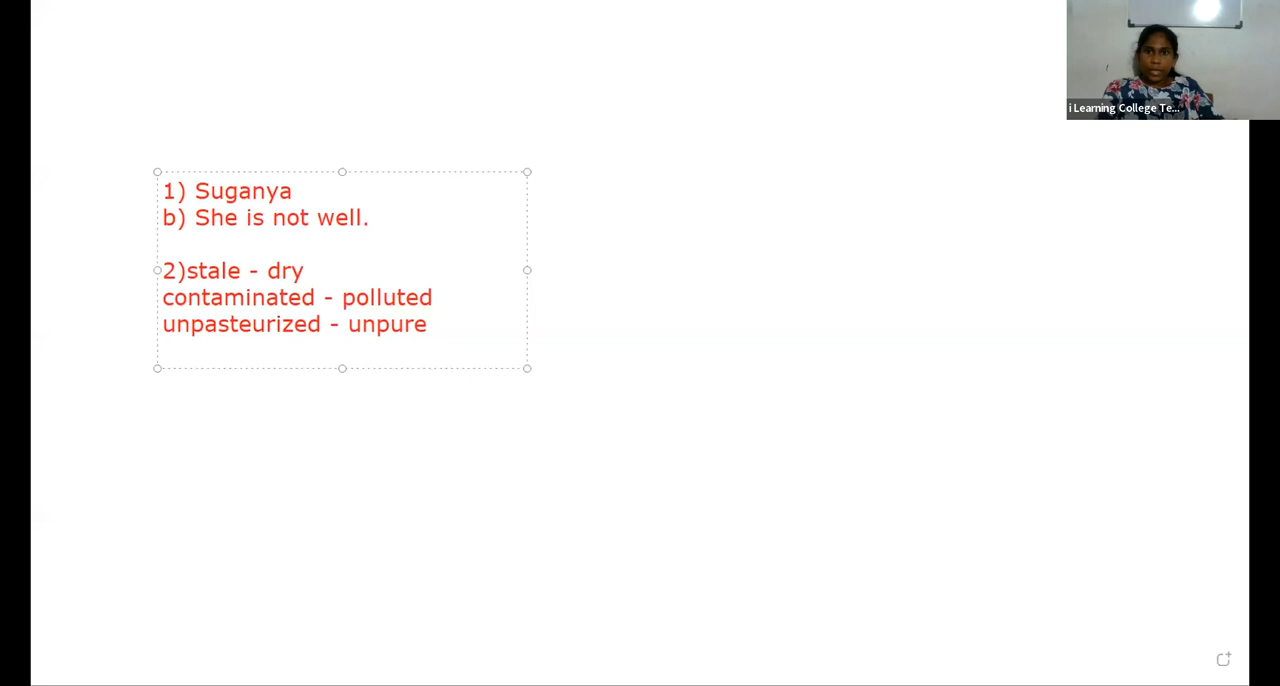 i Learning College Te...
1) Suganya
b) She is not well.
2)stale - dry
contaminated - polluted
unpasteurized - unpure